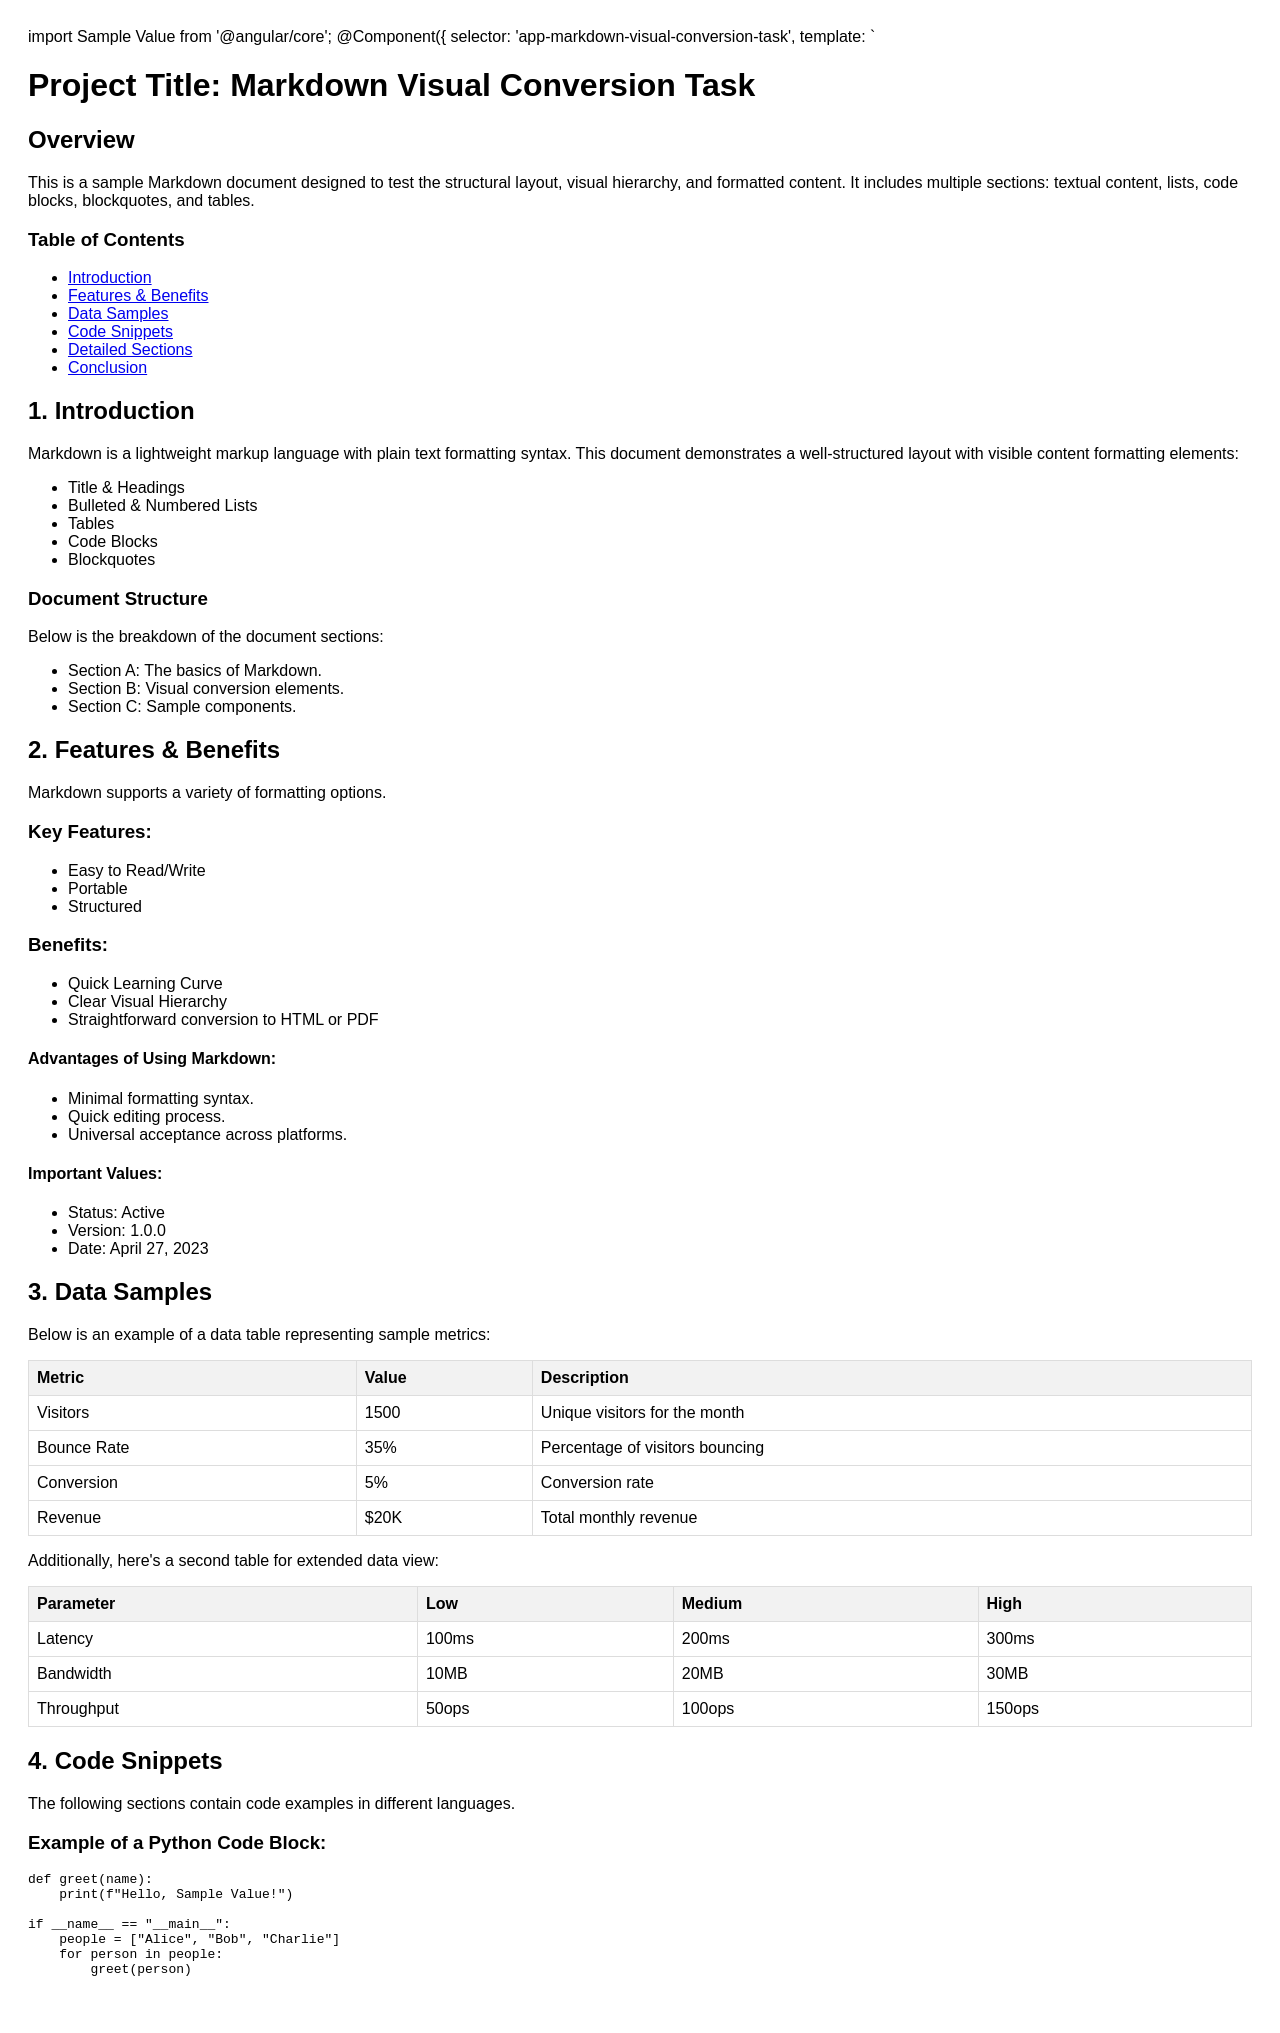 import Sample Value from '@angular/core'; @Component({ selector: 'app-markdown-visual-conversion-task', template: `
Project Title: Markdown Visual Conversion Task
Overview
This is a sample Markdown document designed to test the structural layout, visual hierarchy, and formatted content. It includes multiple sections: textual content, lists, code
blocks, blockquotes, and tables.
Table of Contents
• Introduction
• Features & Benefits
• Data Samples
• Code Snippets
• Detailed Sections
• Conclusion
1. Introduction
Markdown is a lightweight markup language with plain text formatting syntax. This document demonstrates a well-structured layout with visible content formatting elements:
• Title & Headings
• Bulleted & Numbered Lists
• Tables
• Code Blocks
• Blockquotes
Document Structure
Below is the breakdown of the document sections:
• Section A: The basics of Markdown.
• Section B: Visual conversion elements.
• Section C: Sample components.
2. Features & Benefits
Markdown supports a variety of formatting options.
Key Features:
• Easy to Read/Write
• Portable
• Structured
Benefits:
• Quick Learning Curve
• Clear Visual Hierarchy
• Straightforward conversion to HTML or PDF
Advantages of Using Markdown:
• Minimal formatting syntax.
• Quick editing process.
• Universal acceptance across platforms.
Important Values:
• Status: Active
• Version: 1.0.0
• Date: April 27, 2023
3. Data Samples
Below is an example of a data table representing sample metrics:
Metric Value Description
Visitors 1500 Unique visitors for the month
Bounce Rate 35% Percentage of visitors bouncing
Conversion 5% Conversion rate
Revenue $20K Total monthly revenue
Additionally, here's a second table for extended data view:
Parameter Low Medium High
Latency 100ms 200ms 300ms
Bandwidth 10MB 20MB 30MB
Throughput 50ops 100ops 150ops
4. Code Snippets
The following sections contain code examples in different languages.
Example of a Python Code Block:
def greet(name):
    print(f"Hello, Sample Value!")
if __name__ == "__main__":
    people = ["Alice", "Bob", "Charlie"]
    for person in people:
        greet(person)